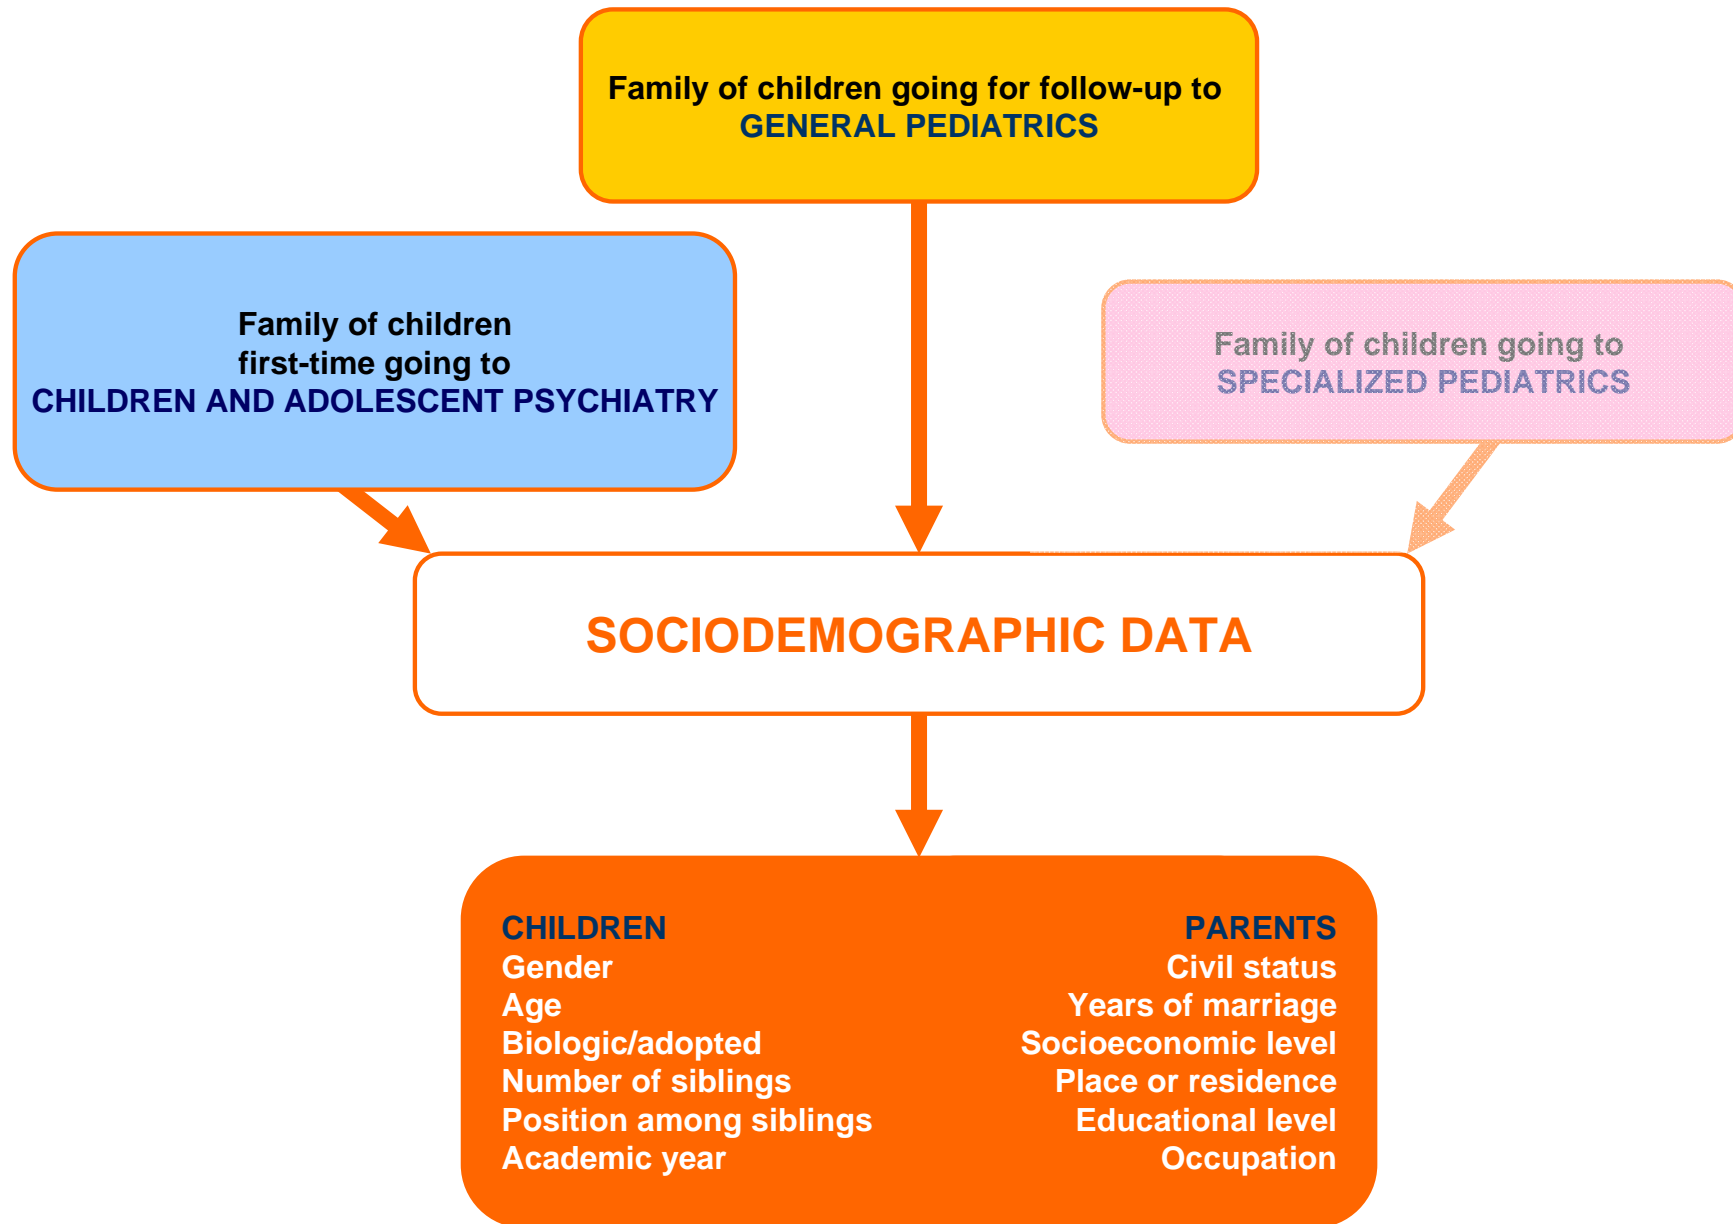 Family of children going for follow-up to
GENERAL PEDIATRICS
Family of children
first-time going to
CHILDREN AND ADOLESCENT PSYCHIATRY
Family of children going to
SPECIALIZED PEDIATRICS
SOCIODEMOGRAPHIC DATA
CHILDREN
Gender
Age
Biologic/adopted
Number of siblings
Position among siblings
Academic year
PARENTS
Civil status
Years of marriage
Socioeconomic level
Place or residence
Educational level
Occupation